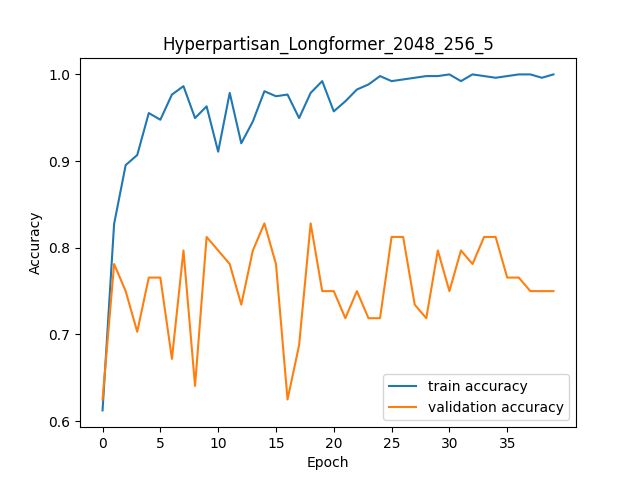 Hyperpartisan_Longformer_2048_256_5
1.0
0.9
0.8
0.7
0.6
Accuracy
train accuracy
validation accuracy
0 5 10 15 20 25 30 35
Epoch